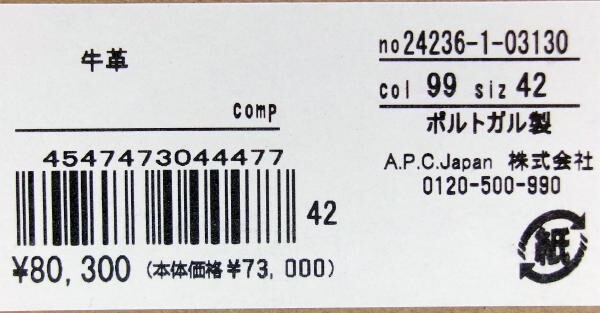 牛革
comp
4547473044477
42
¥80,300 (本体価格¥73,000)
no24236-1-03130
col 99 siz 42
ポルトガル製
A.P.C.Japan 株式会社
0120-500-990
紙